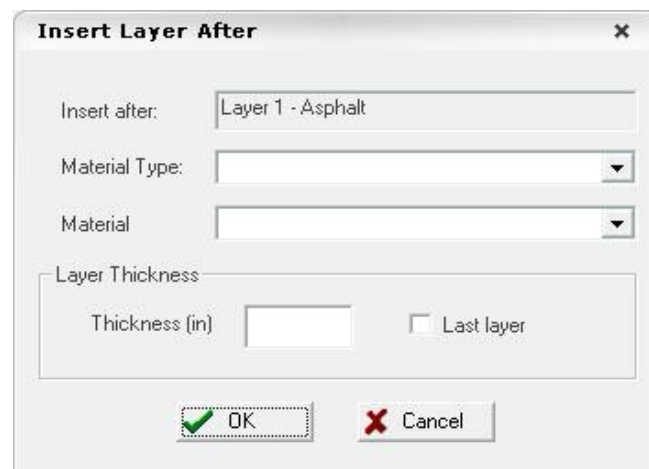 Insert Layer After
Insert after: Layer 1 - Asphalt
Material Type:
Material
Layer Thickness
Thickness (in) Last layer
OK Cancel